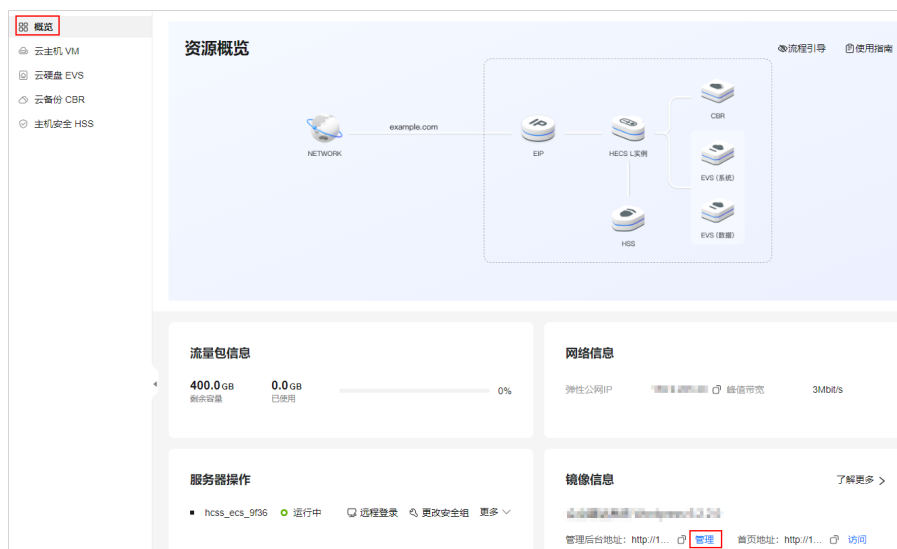 概览
云主机 VM
云硬盘 EVS
云备份 CBR
主机安全 HSS
资源概览
流程引导 使用指南
example.com
NETWORK
IP
EIP
HECS L实例
CBR
EVS (系统)
EVS (数据)
HSS
流量包信息
400.0 GB 0.0 GB
剩余容量 已使用
0%
网络信息
弹性公网IP 峰值带宽 3Mbit/s
服务器操作
hcss_ecs_9f36 运行中 远程登录 更改安全组 更多
镜像信息 了解更多
管理后台地址: http://1... 管理 首页地址: http://1... 访问